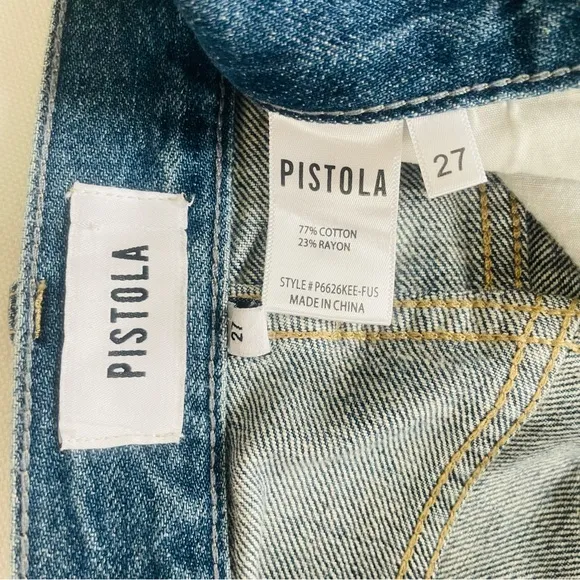 PISTOLA
PISTOLA
77% COTTON
23% RAYON
STYLE # P6626KEE-FUS
MADE IN CHINA
27
27